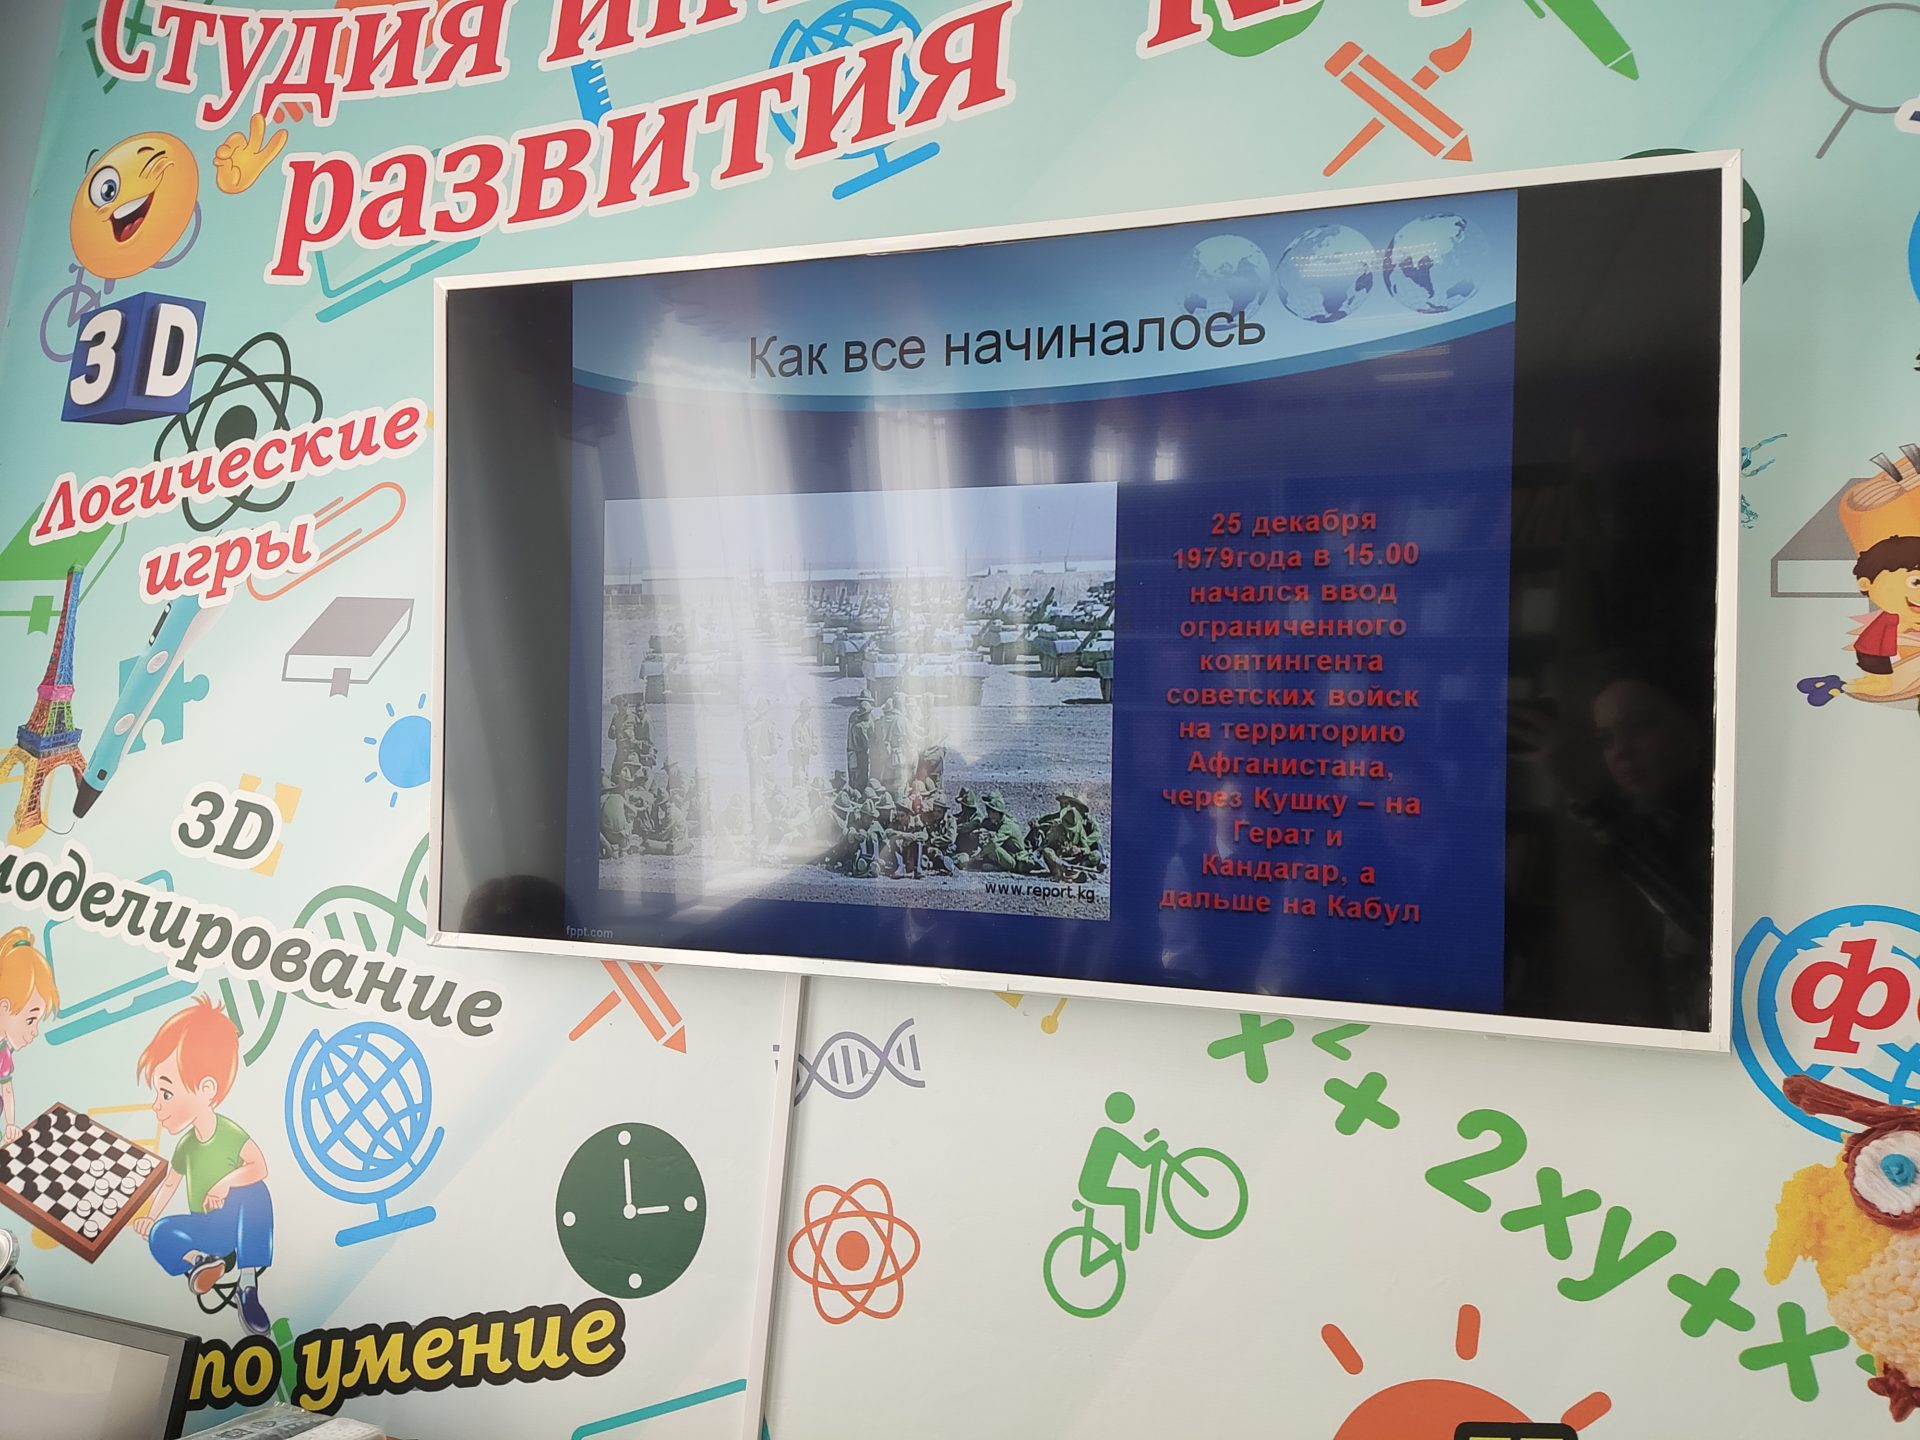 Студия
развития
3D
Логические
игры
3D
моделирование
по умение
Как все начиналось
25 декабря
1979года в 15.00
начался ввод
ограниченного
контингента
советских войск
на территорию
Афганистана,
через Кушку – на
Герат и
Кандагар, а
дальше на Кабул
www.report.kg
fppt.com
2xy